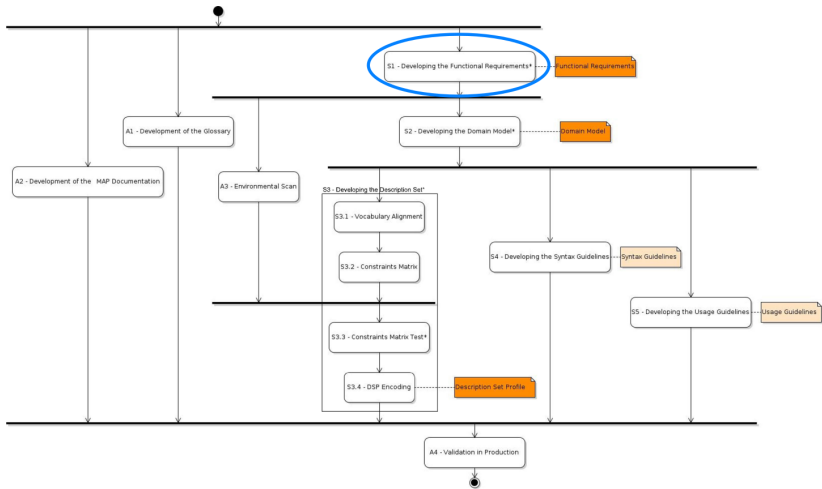 S1 - Developing the Functional Requirements*
Functional Requirements
A1 - Development of the Glossary
S2 - Developing the Domain Model*
Domain Model
A2 - Development of the MAP Documentation
A3 - Environmental Scan
S3 - Developing the Description Set*
S3.1 - Vocabulary Alignment
S3.2 - Constraints Matrix
S4 - Developing the Syntax Guidelines
Syntax Guidelines
S5 - Developing the Usage Guidelines
Usage Guidelines
S3.3 - Constraints Matrix Test*
S3.4 - DSP Encoding
Description Set Profile
A4 - Validation in Production